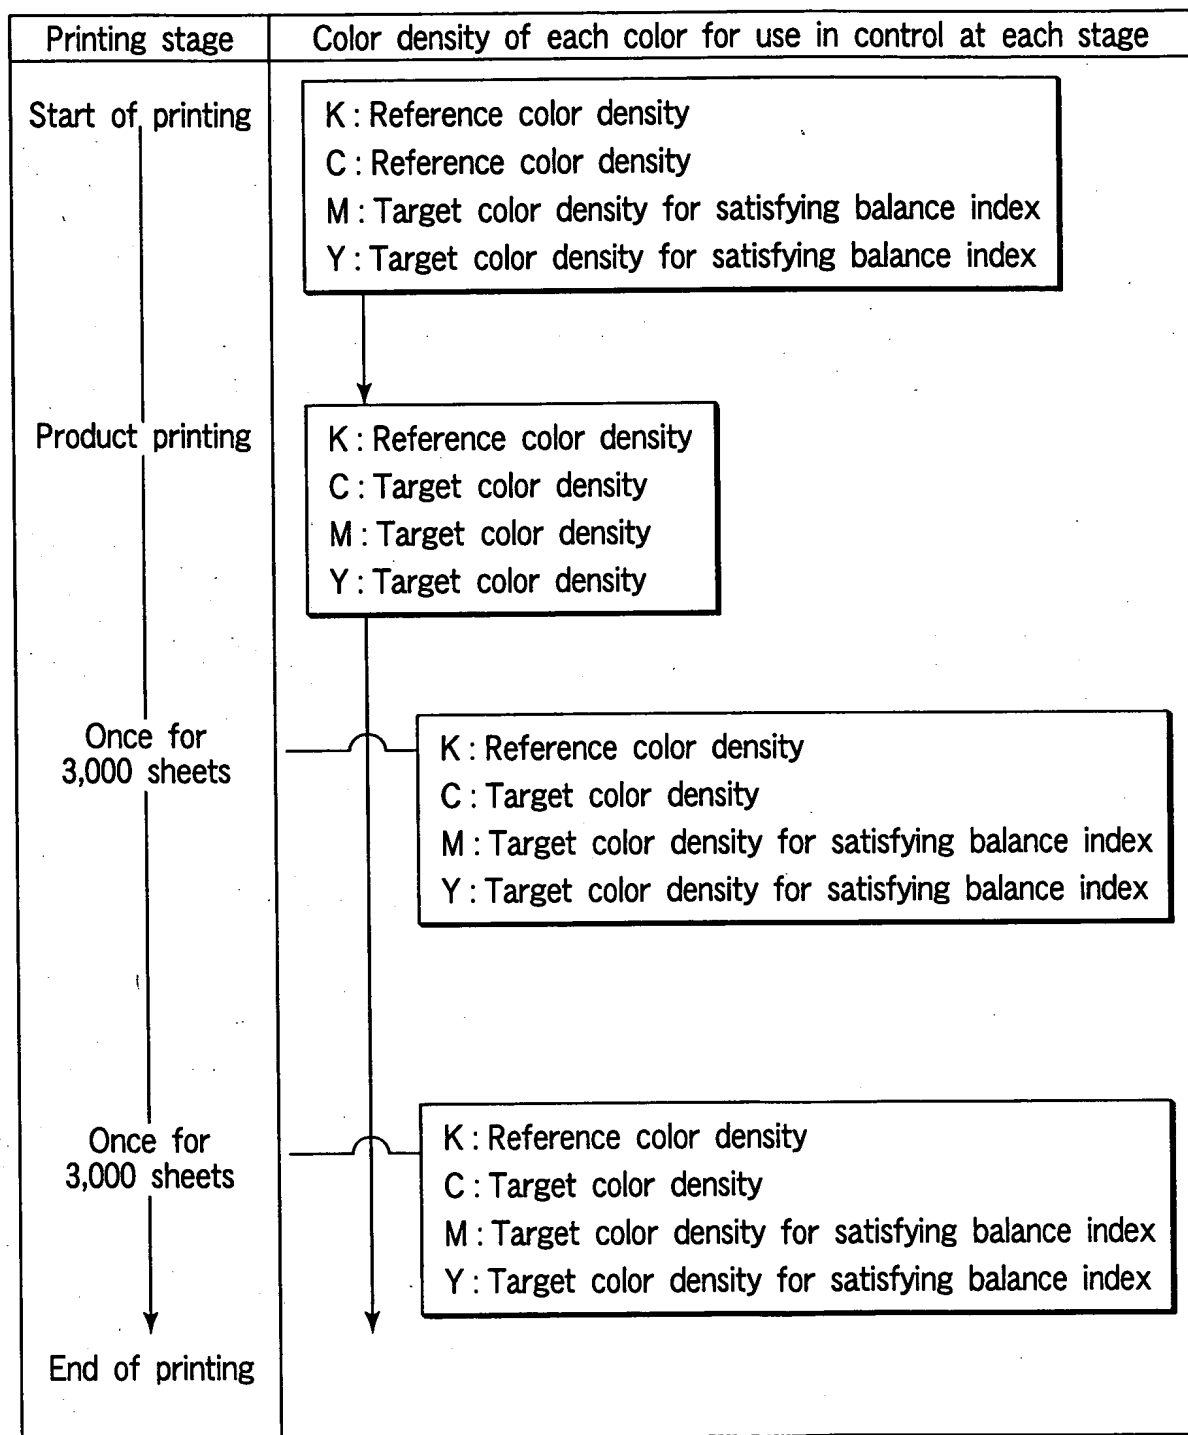 Printing stage
Color density of each color for use in control at each stage
Start of printing
K : Reference color density
C : Reference color density
M : Target color density for satisfying balance index
Y : Target color density for satisfying balance index
Product printing
K : Reference color density
C : Target color density
M : Target color density
Y : Target color density
Once for
3,000 sheets
K : Reference color density
C : Target color density
M : Target color density for satisfying balance index
Y : Target color density for satisfying balance index
Once for
3,000 sheets
K : Reference color density
C : Target color density
M : Target color density for satisfying balance index
Y : Target color density for satisfying balance index
End of printing